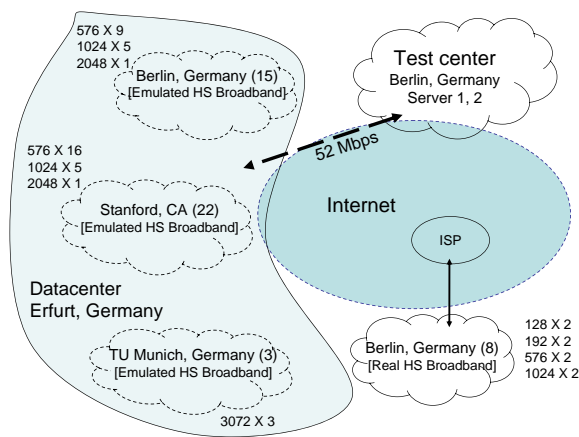 576 X 9
1024 X 5
2048 X 1
Berlin, Germany (15)
[Emulated HS Broadband]
Test center
Berlin, Germany
Server 1, 2
52 Mbps
576 X 16
1024 X 5
2048 X 1
Stanford, CA (22)
[Emulated HS Broadband]
Internet
ISP
Datacenter
Erfurt, Germany
TU Munich, Germany (3)
[Emulated HS Broadband]
3072 X 3
Berlin, Germany (8)
[Real HS Broadband]
128 X 2
192 X 2
576 X 2
1024 X 2